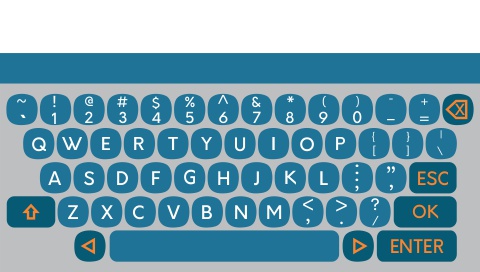 ~ ! @ # $ % ^ & * ( ) - +
` 1 2 3 4 5 6 7 8 9 0 _ =
Q W E R T Y U I O P { } |
[ ] \
A S D F G H J K L : ; " , ESC
Z X C V B N M < , > . ? / OK
ENTER